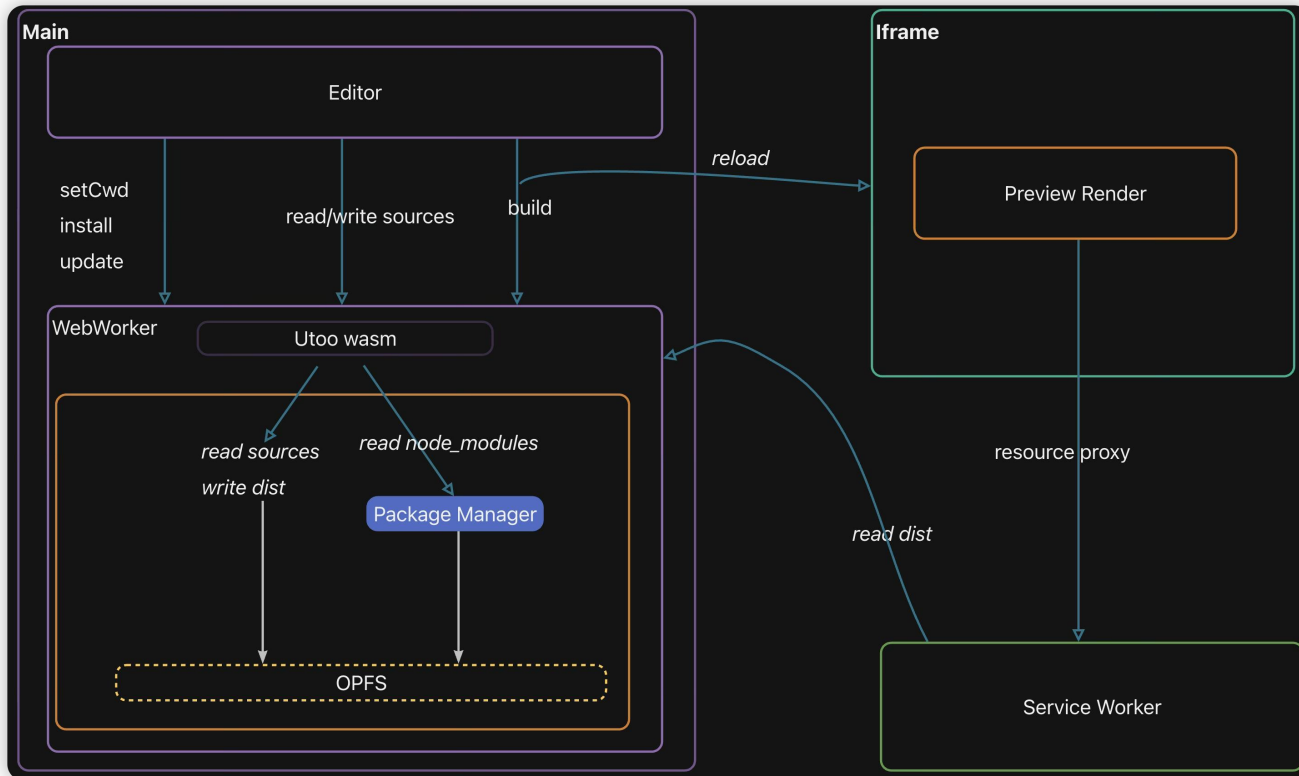 Main
Iframe
Editor
reload
setCwd
install
update
read/write sources
build
Preview Render
WebWorker
Utoo wasm
read sources
write dist
read node_modules
Package Manager
resource proxy
read dist
OPFS
Service Worker